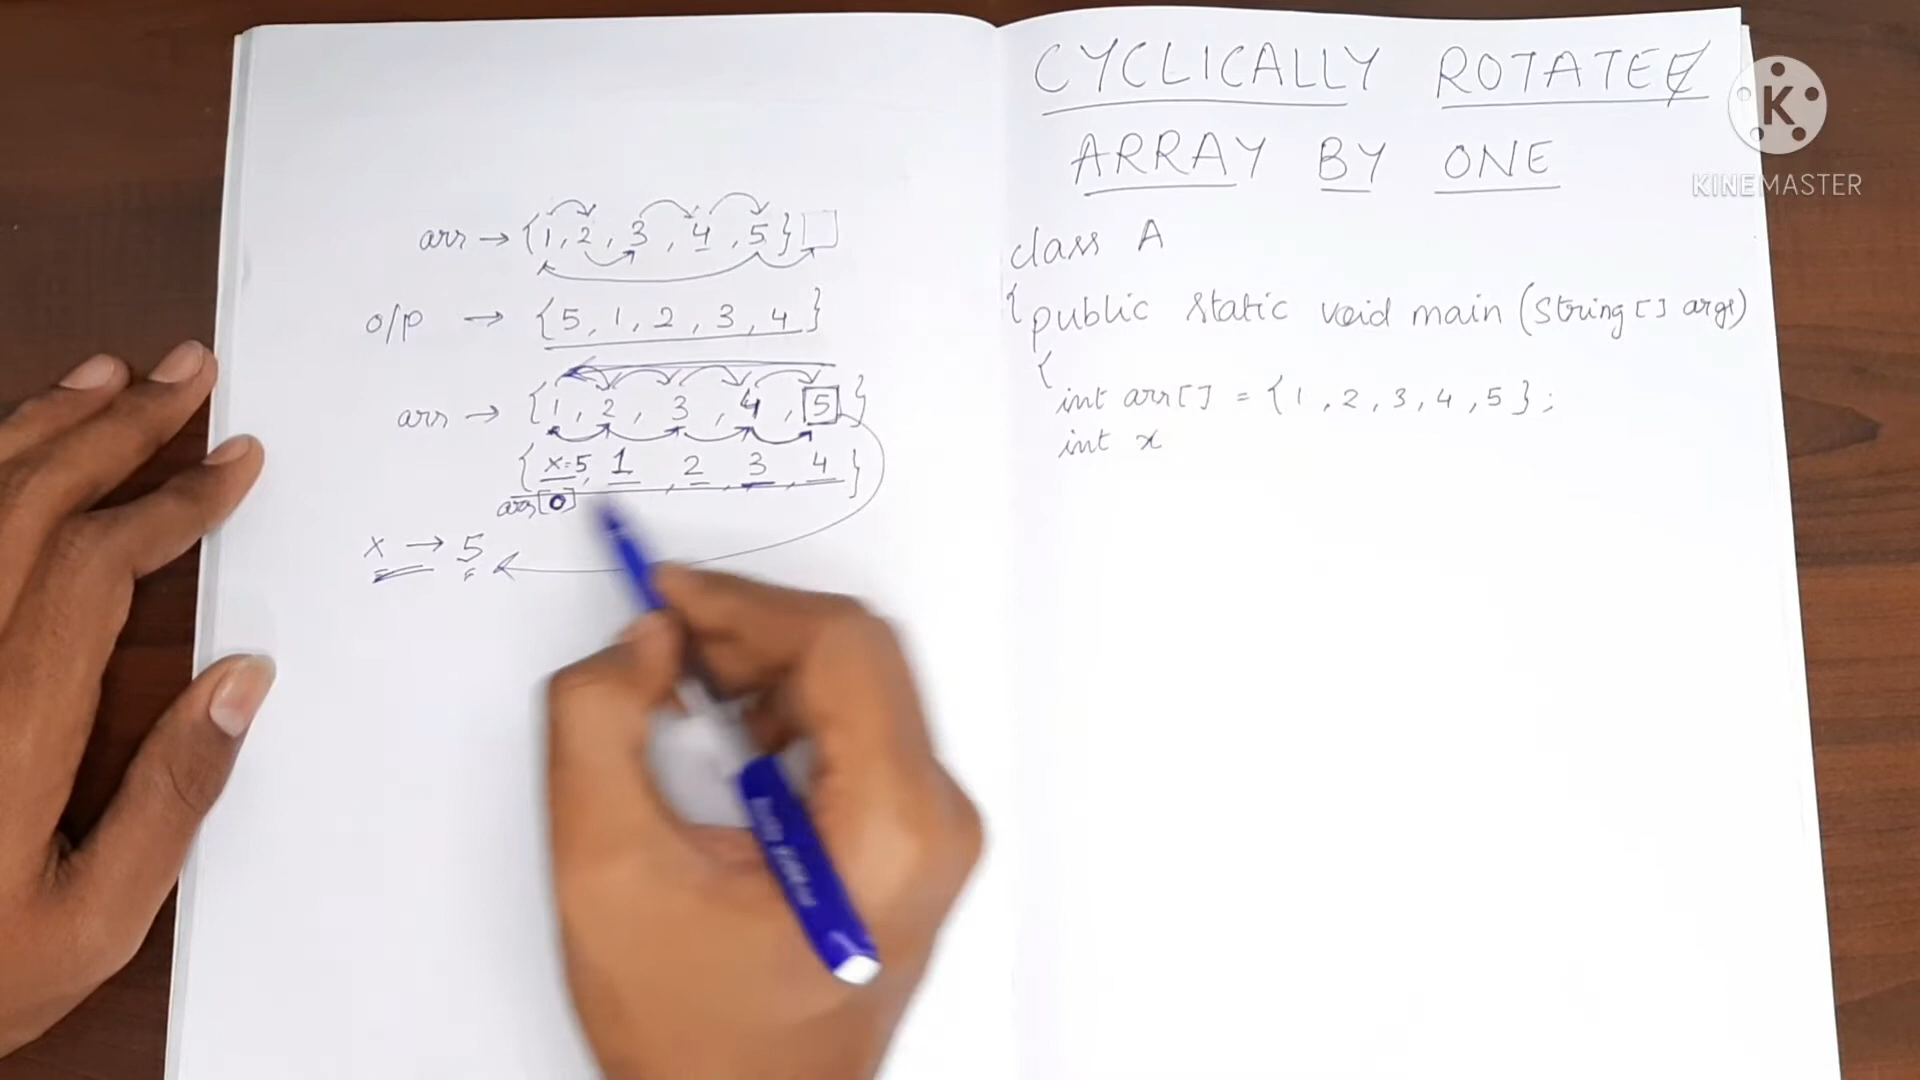 arr → {1, 2, 3, 4, 5}
o/p → {5, 1, 2, 3, 4}
arr → {1, 2, 3, 4, 5}
{x=5, 1, 2, 3, 4}
arr[0]
x → 5
CYCLICALLY ROTATE
ARRAY BY ONE
class A
{ public static void main (String [] args)
{
int arr[] = {1, 2, 3, 4, 5};
int x
K
KINEMASTER